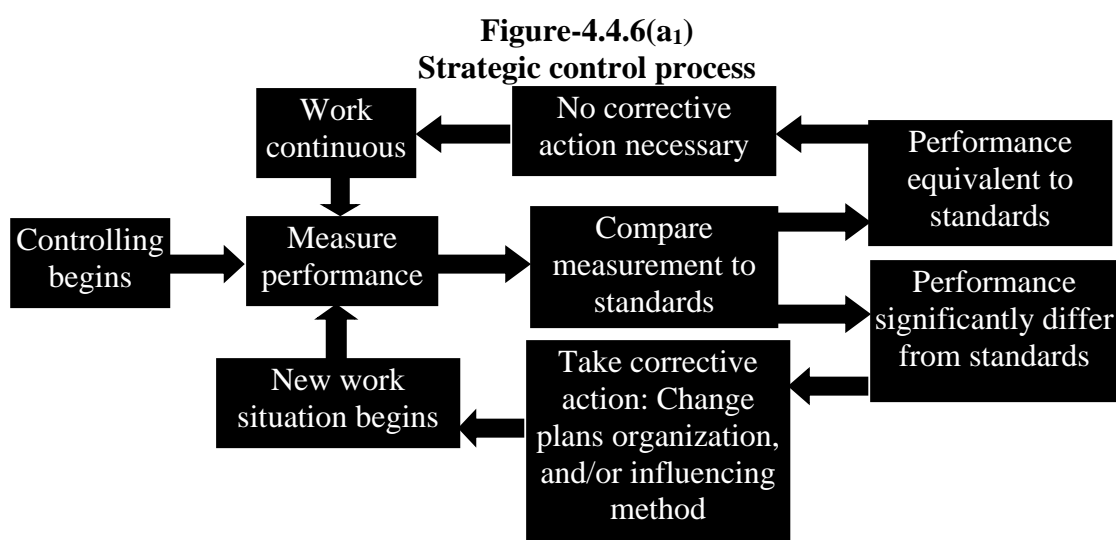 Figure-4.4.6(a₁)
Strategic control process
Work
continuous
No corrective
action necessary
Performance
equivalent to
standards
Controlling
begins
Measure
performance
Compare
measurement to
standards
Performance
significantly differ
from standards
New work
situation begins
Take corrective
action: Change
plans organization,
and/or influencing
method